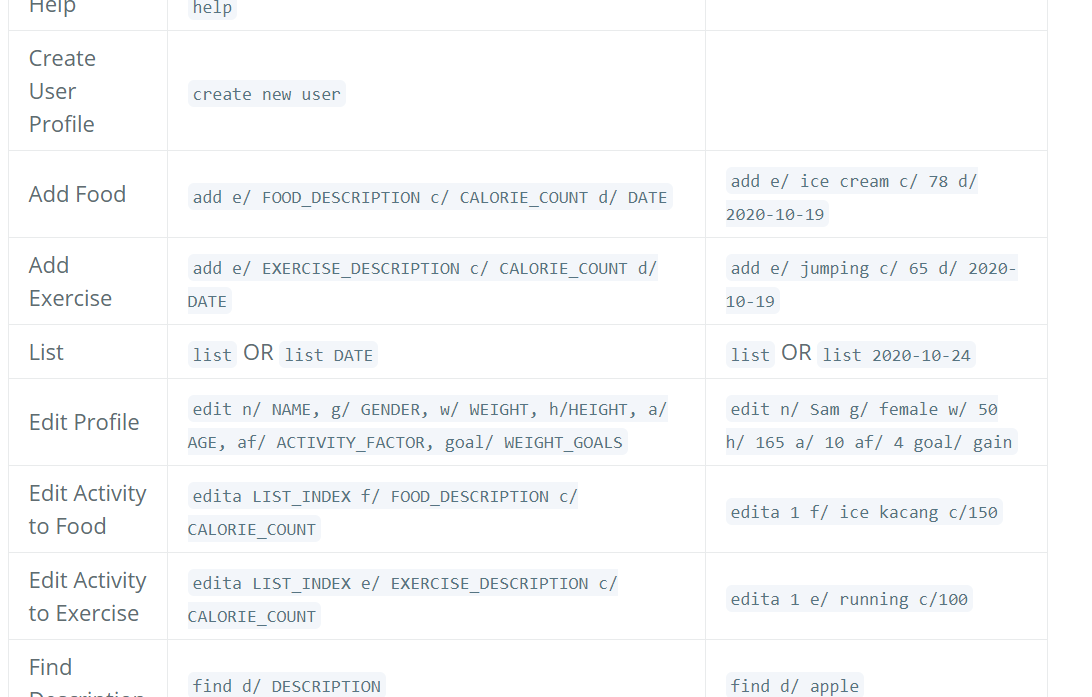 Help help
Create
User
Profile
create new user
Add Food
add e/ FOOD_DESCRIPTION c/ CALORIE_COUNT d/ DATE
add e/ ice cream c/ 78 d/
2020-10-19
Add
Exercise
add e/ EXERCISE_DESCRIPTION c/ CALORIE_COUNT d/
DATE
add e/ jumping c/ 65 d/ 2020-
10-19
List
list OR list DATE
list OR list 2020-10-24
Edit Profile
edit n/ NAME, g/ GENDER, w/ WEIGHT, h/HEIGHT, a/
AGE, af/ ACTIVITY_FACTOR, goal/ WEIGHT_GOALS
edit n/ Sam g/ female w/ 50
h/ 165 a/ 10 af/ 4 goal/ gain
Edit Activity
to Food
edita LIST_INDEX f/ FOOD_DESCRIPTION c/
CALORIE_COUNT
edita 1 f/ ice kacang c/150
Edit Activity
to Exercise
edita LIST_INDEX e/ EXERCISE_DESCRIPTION c/
CALORIE_COUNT
edita 1 e/ running c/100
Find
Description
find d/ DESCRIPTION
find d/ apple